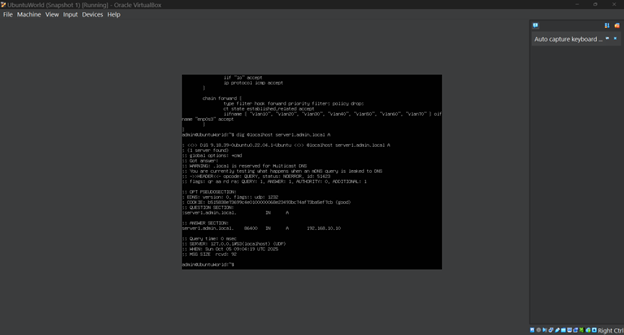 UbuntuWorld (Snapshot 1) [Running] - Oracle VirtualBox
File Machine View Input Devices Help
Auto capture keyboard ...
iif "lo" accept
ip protocol icmp accept
}
chain forward {
type filter hook forward priority filter; policy drop;
ct state established,related accept
iifname { "vlan10", "vlan20", "vlan30", "vlan40", "vlan50", "vlan60", "vlan70" } oif
name "enp0s3" accept
}
}
admin@UbuntuWorld:~$ dig @localhost server1.admin.local A
; <<>> DiG 9.18.39-0ubuntu0.22.04.1-Ubuntu <<>> @localhost server1.admin.local A
; (1 server found)
;; global options: +cmd
;; Got answer:
;; WARNING: .local is reserved for Multicast DNS
;; You are currently testing what happens when an mDNS query is leaked to DNS
;; ->>HEADER<<- opcode: QUERY, status: NOERROR, id: 51423
;; flags: qr aa rd ra; QUERY: 1, ANSWER: 1, AUTHORITY: 0, ADDITIONAL: 1
;; OPT PSEUDOSECTION:
; EDNS: version: 0, flags:; udp: 1232
; COOKIE: (good)
;; QUESTION SECTION:
;server1.admin.local. IN A
;; ANSWER SECTION:
server1.admin.local. 86400 IN A 192.168.10.10
;; Query time: 0 msec
;; SERVER: 127.0.0.1#53(localhost) (UDP)
;; WHEN: Sun Oct 05 09:04:23 UTC 2025
;; MSG SIZE rcvd: 92
admin@UbuntuWorld:~$
Right Ctrl